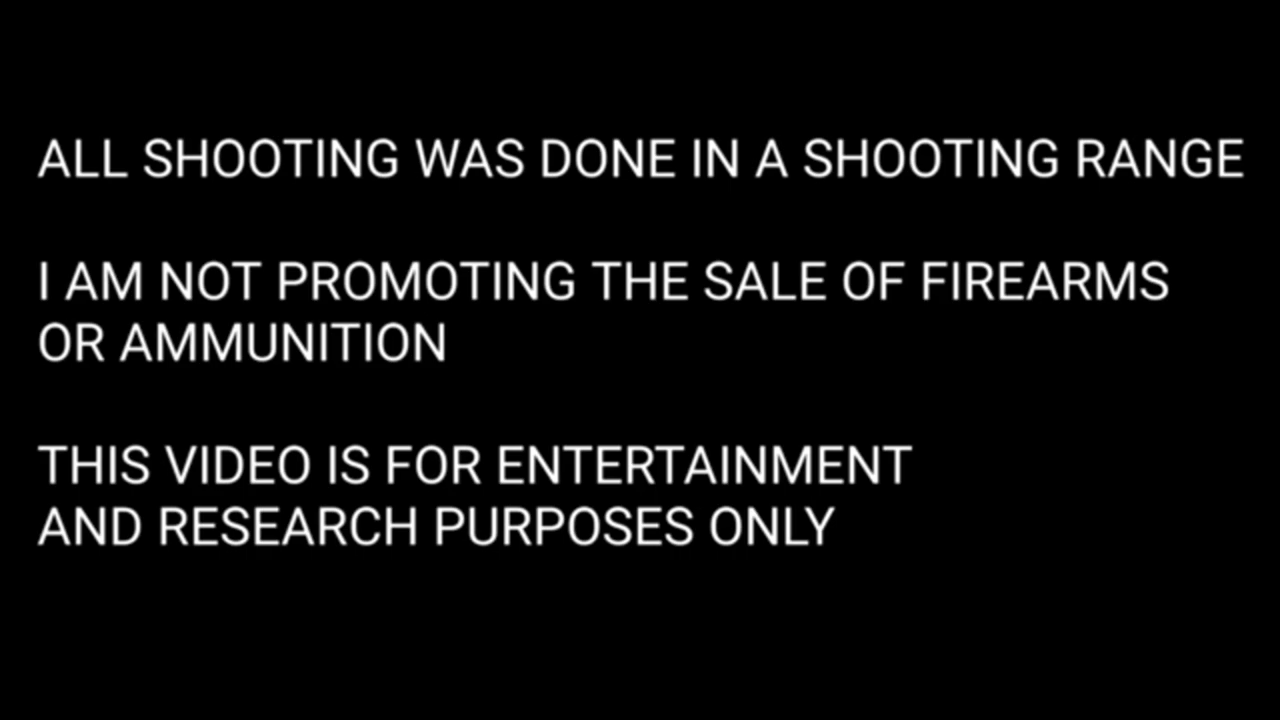 ALL SHOOTING WAS DONE IN A SHOOTING RANGE
I AM NOT PROMOTING THE SALE OF FIREARMS
OR AMMUNITION
THIS VIDEO IS FOR ENTERTAINMENT
AND RESEARCH PURPOSES ONLY